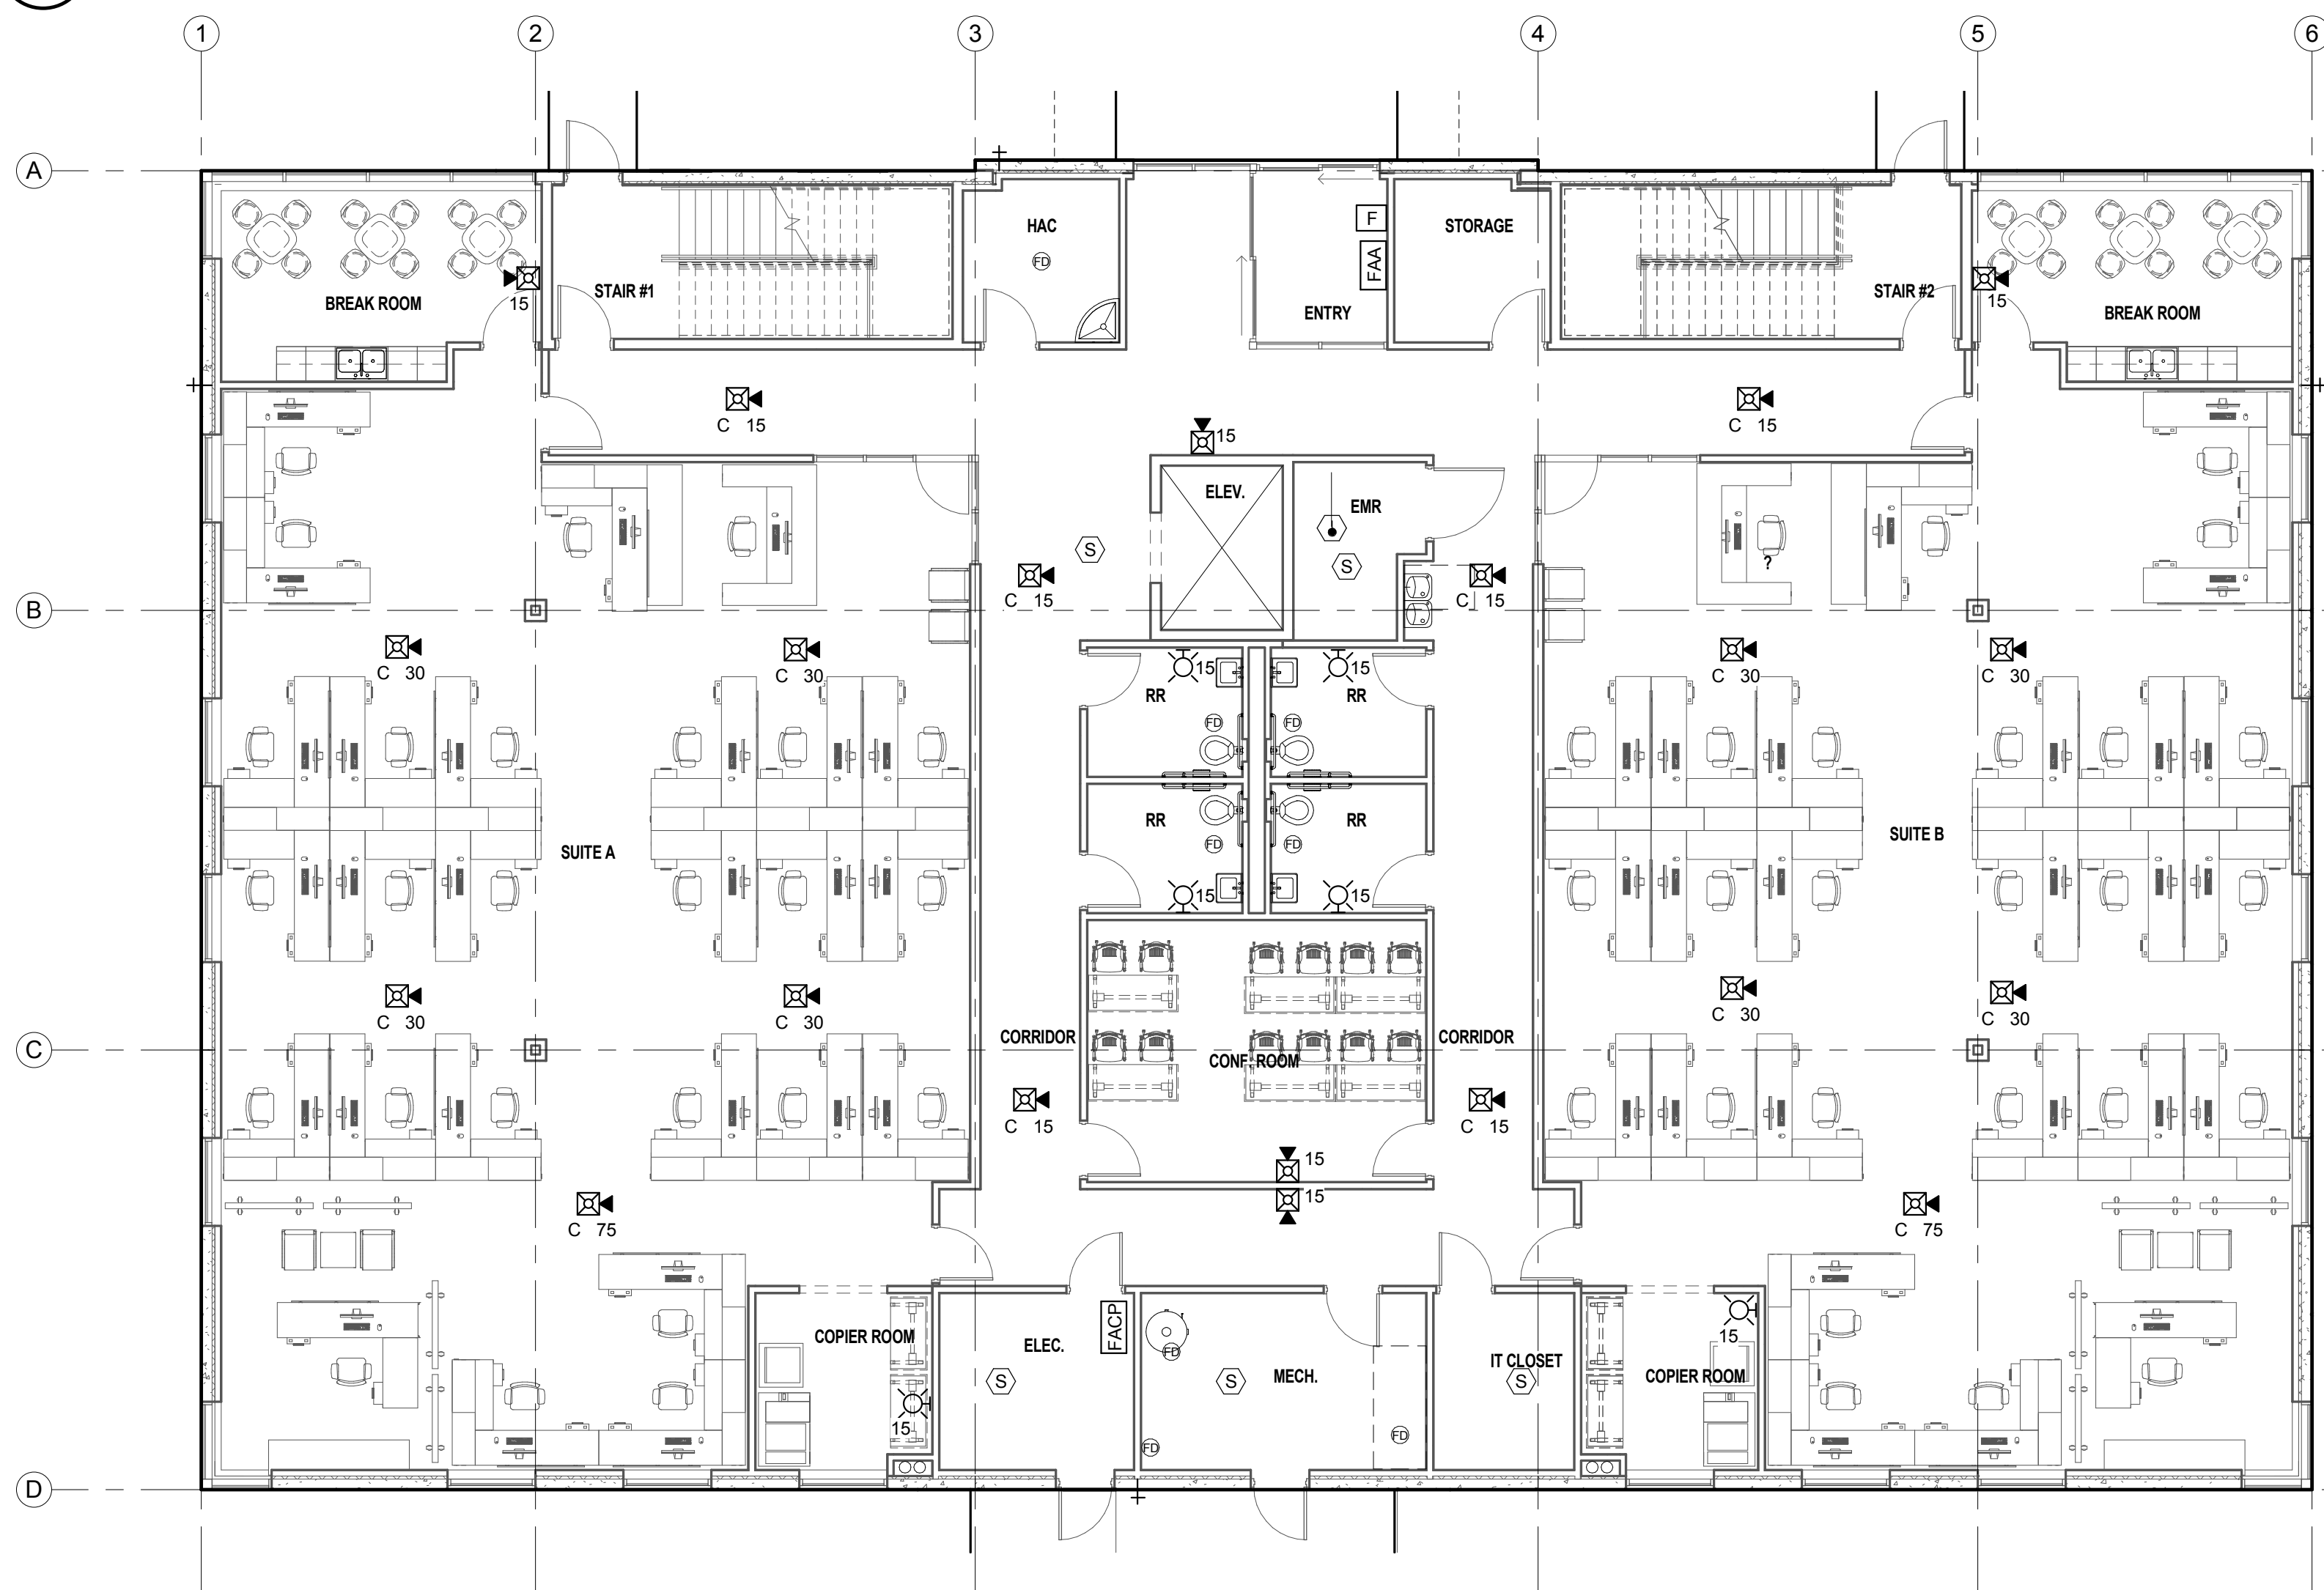 1 2 3 4 5 6
A
HAC
F
STORAGE
FD
FAA
STAIR #1
STAIR #2
BREAK ROOM
15
ENTRY
15
BREAK ROOM
C 15
C 15
15
ELEV.
EMR
S
S
?
B
C 15
C 15
C 30
C 30
15
15
C 30
C 30
RR
RR
FD
FD
SUITE A
RR
RR
SUITE B
FD
FD
15
15
C 30
C 30
C 30
C 30
C
CORRIDOR
CONF. ROOM
CORRIDOR
C 15
C 15
15
15
C 75
C 75
FACP
COPIER ROOM
ELEC.
15
FD
IT CLOSET
MECH.
COPIER ROOM
S
S
S
15
FD
FD
D